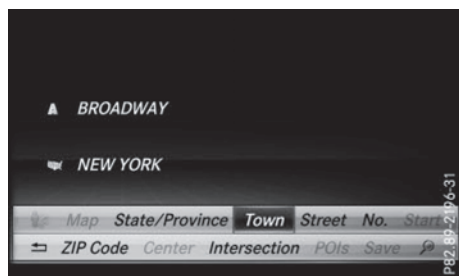 BROADWAY
NEW YORK
Map State/Province Town Street No. Start
ZIP Code Center Intersection POIs Save
P82.89-2196-31